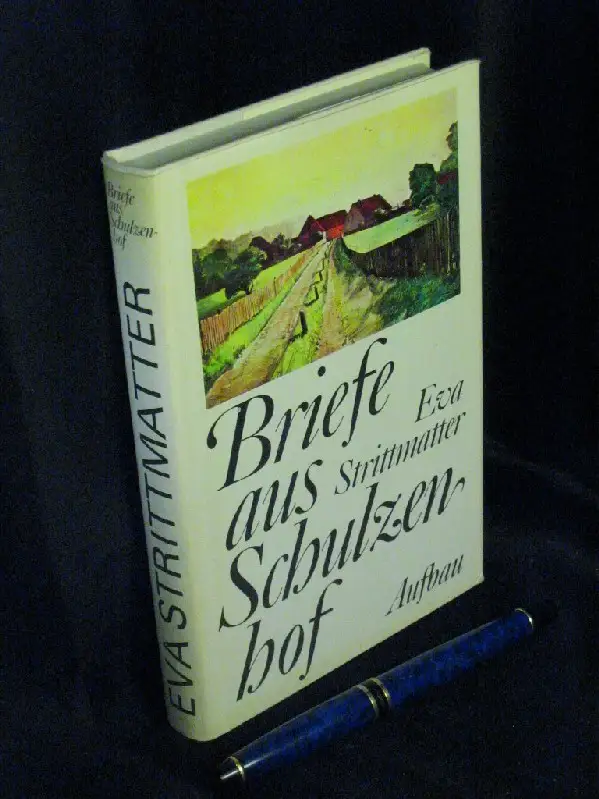 Briefe
aus
Schulzen-
hof
EVA STRITTMATTER
Briefe
aus
Schulzen
hof
Eva
Strittmatter
Aufbau